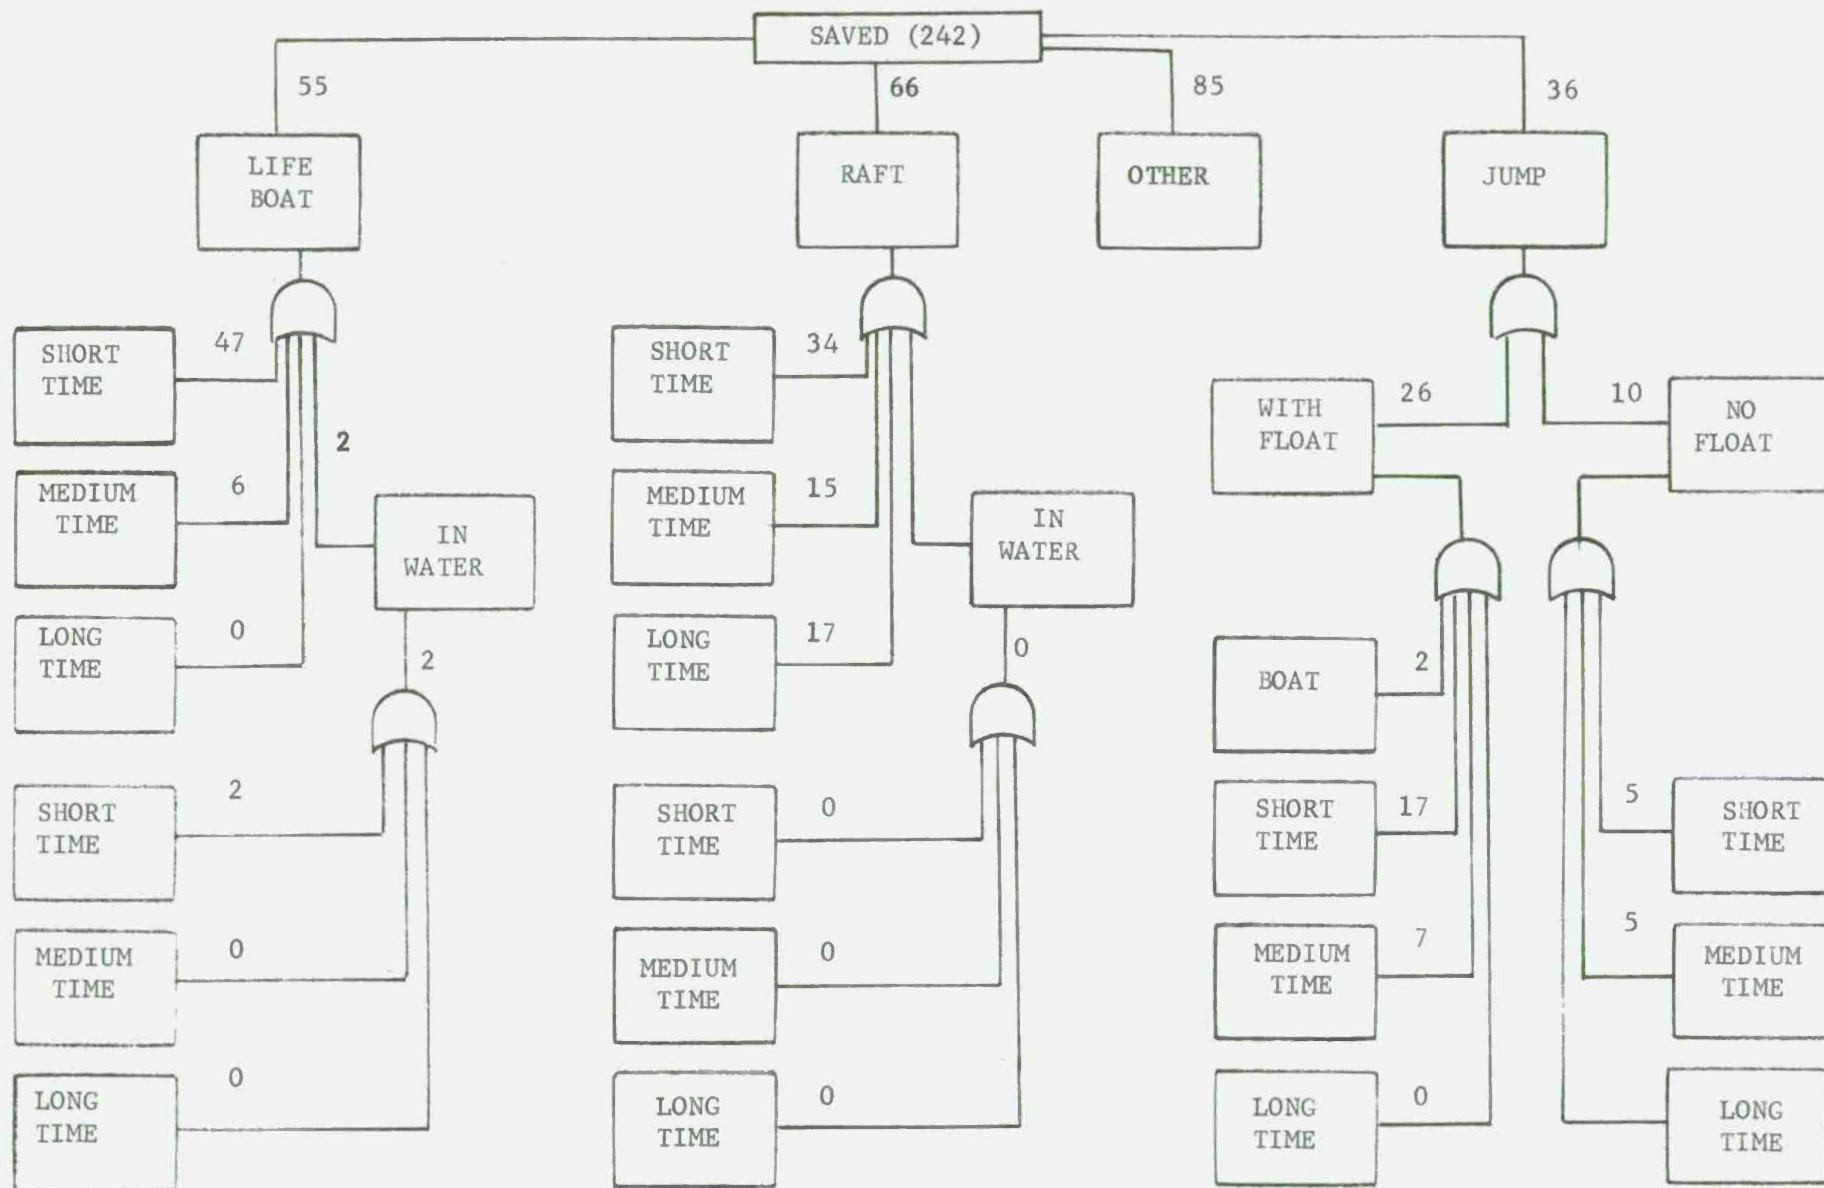 SAVED (242)
55
66
85
36
LIFE
BOAT
RAFT
OTHER
JUMP
SHORT
TIME
47
MEDIUM
TIME
6
LONG
TIME
0
2
IN
WATER
2
SHORT
TIME
2
MEDIUM
TIME
0
LONG
TIME
0
SHORT
TIME
34
MEDIUM
TIME
15
LONG
TIME
17
IN
WATER
0
SHORT
TIME
0
MEDIUM
TIME
0
LONG
TIME
0
WITH
FLOAT
26
10
NO
FLOAT
BOAT
2
SHORT
TIME
17
MEDIUM
TIME
7
LONG
TIME
0
5
SHORT
TIME
5
MEDIUM
TIME
LONG
TIME